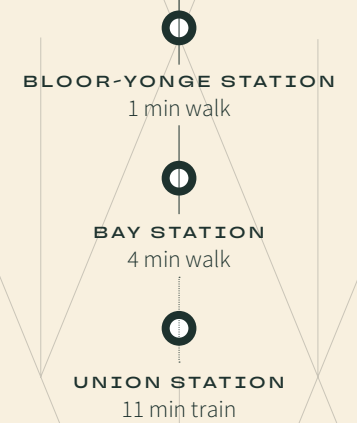 BLOOR-YONGE STATION
1 min walk
BAY STATION
4 min walk
UNION STATION
11 min train